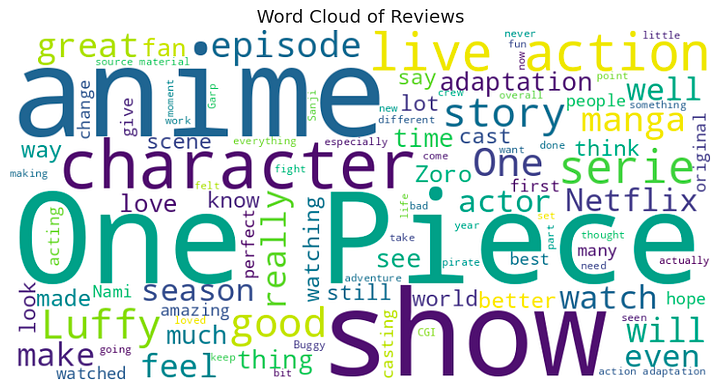 Word Cloud of Reviews
great
fan
episode
live action
never
fun
now
little
source material
anime
change
give
moment
work
Garp
Sanji
say
adaptation
crew
overall
point
well
lot
new
different
story
people
something
manga
way
scene
everything
especially
time
cast
want
done
think
original
making
character
fight
come
Zoro
One
first
serie
love
know
felt
perfect
really
watching
see
actor
Netflix
acting
One Piece
life
bad
take
year
pirate
set
part
best
thought
many
need
actually
look
made
Nami
season
amazing
adventure
still
world
better
watch
hope
Luffy
loved
good
casting
CGI
show
seen
will
make
going
much
Buggy
even
watched
feel
keep
thing
bit
action adaptation